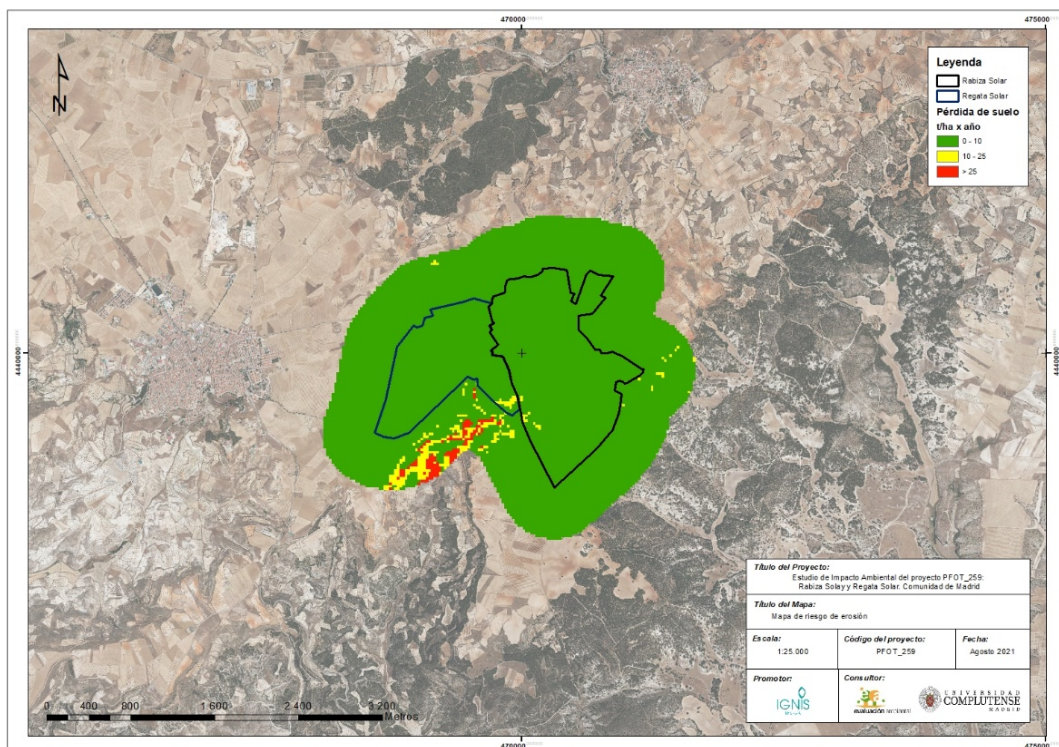 470000
475000
N
Leyenda
Rabiza Solar
Regata Solar
Pérdida de suelo
t/ha x año
0 - 10
10 - 25
> 25
4440000
4440000
Título del Proyecto:
Estudio de Impacto Ambiental del proyecto PFOT_259:
Rabiza Solay y Regata Solar. Comunidad de Madrid
Título del Mapa:
Mapa de riesgo de erosión
Escala:
1:25.000
Código del proyecto:
PFOT_259
Fecha:
Agosto 2021
Promotor:
IGNIS
Consultor:
evaluación
UNIVERSIDAD
COMPLUTENSE
MADRID
0 400 800 1.600 2.400 3.200
Metros
470000
475000